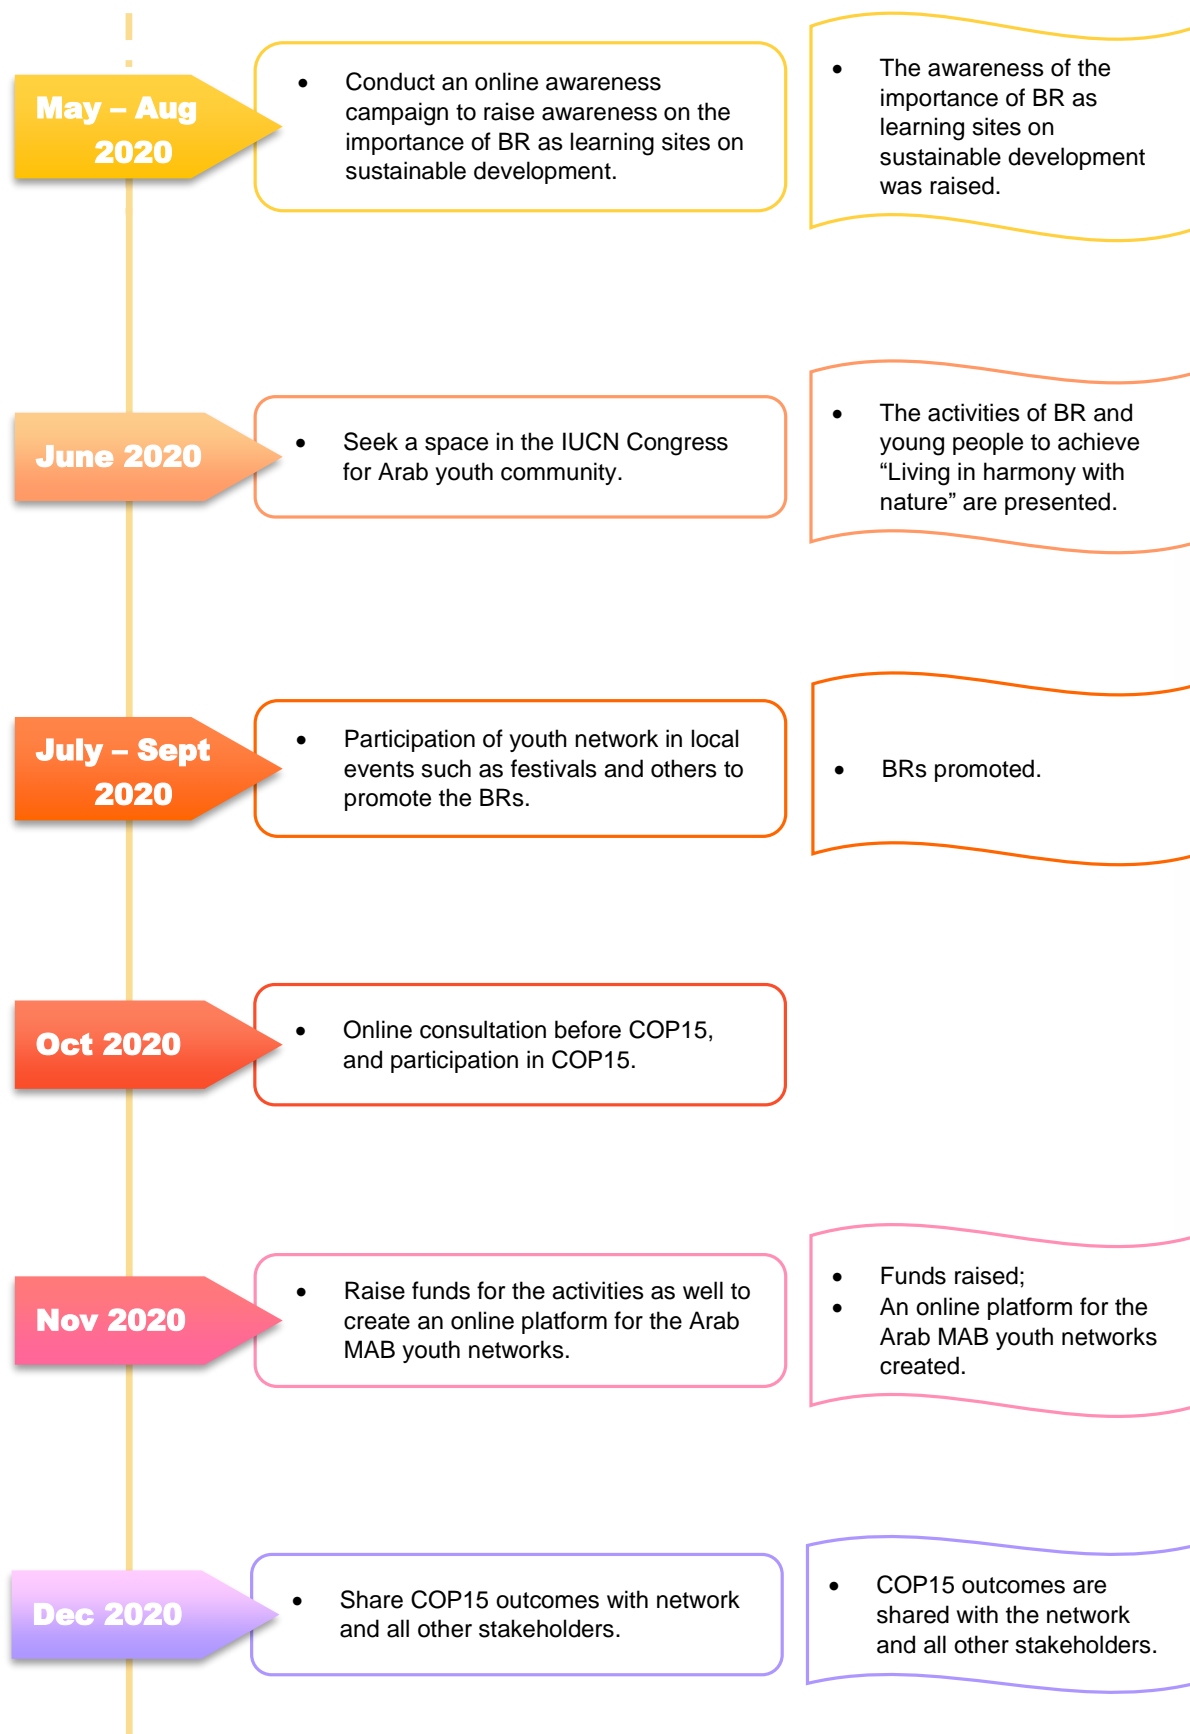 May – Aug
2020
• Conduct an online awareness
campaign to raise awareness on the
importance of BR as learning sites on
sustainable development.
• The awareness of the
importance of BR as
learning sites on
sustainable development
was raised.
June 2020
• Seek a space in the IUCN Congress
for Arab youth community.
• The activities of BR and
young people to achieve
“Living in harmony with
nature” are presented.
July – Sept
2020
• Participation of youth network in local
events such as festivals and others to
promote the BRs.
• BRs promoted.
Oct 2020
• Online consultation before COP15,
and participation in COP15.
Nov 2020
• Raise funds for the activities as well to
create an online platform for the Arab
MAB youth networks.
• Funds raised;
• An online platform for the
Arab MAB youth networks
created.
Dec 2020
• Share COP15 outcomes with network
and all other stakeholders.
• COP15 outcomes are
shared with the network
and all other stakeholders.